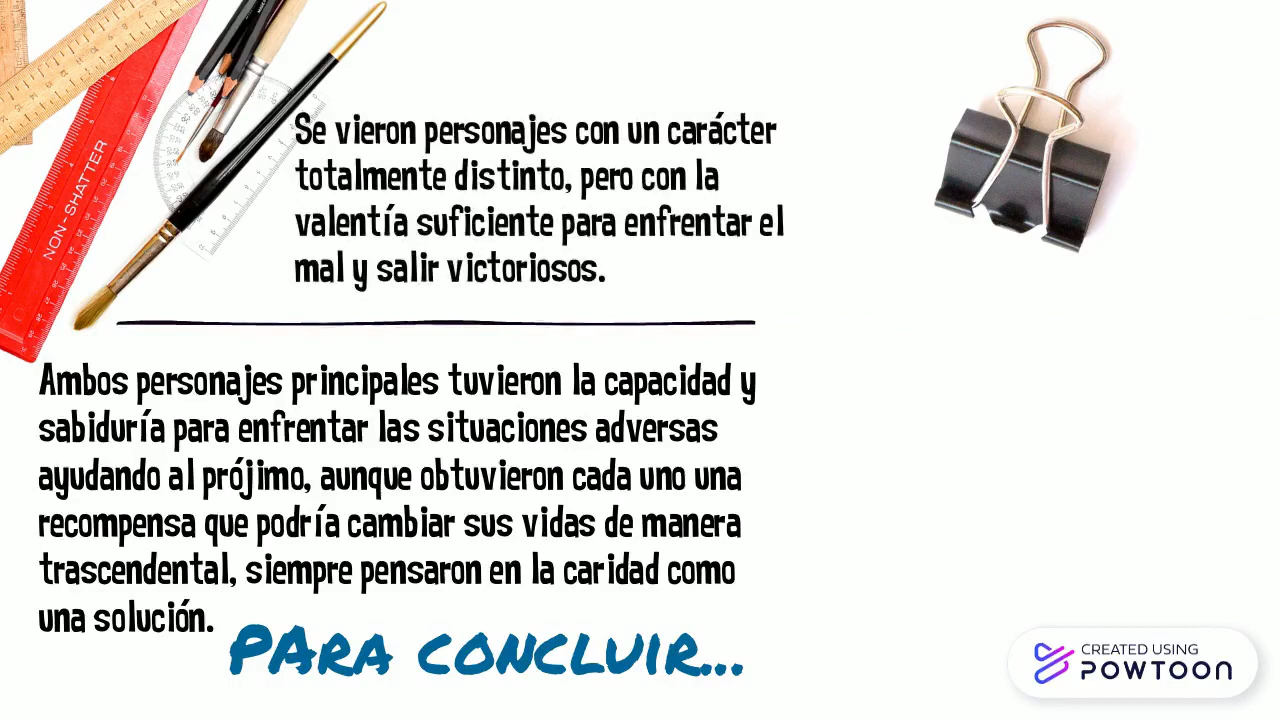 NON-SHATTER
Se vieron personajes con un carácter
totalmente distinto, pero con la
valentía suficiente para enfrentar el
mal y salir victoriosos.
Ambos personajes principales tuvieron la capacidad y
sabiduría para enfrentar las situaciones adversas
ayudando al prójimo, aunque obtuvieron cada uno una
recompensa que podría cambiar sus vidas de manera
trascendental, siempre pensaron en la caridad como
una solución.
PARA CONCLUIR...
CREATED USING
POWTOON